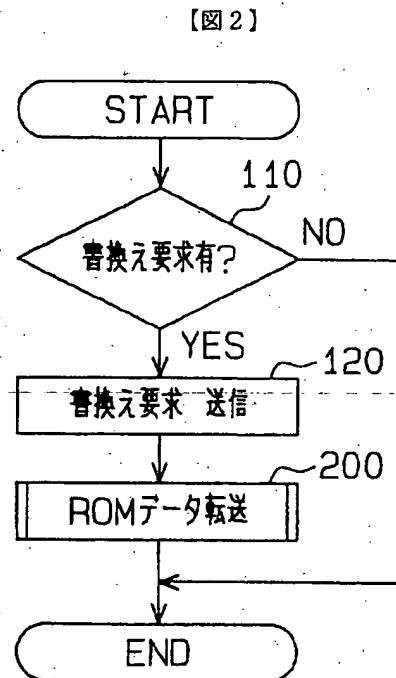 【図2】
START
110
書換え要求有?
NO
YES
120
書換え要求 送信
200
ROMデータ転送
END